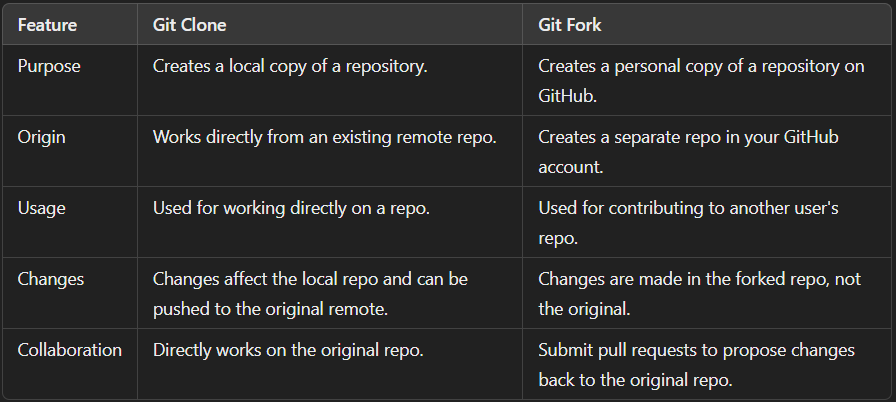 Feature Git Clone Git Fork
Purpose Creates a local copy of a repository. Creates a personal copy of a repository on
GitHub.
Origin Works directly from an existing remote repo. Creates a separate repo in your GitHub
account.
Usage Used for working directly on a repo. Used for contributing to another user's
repo.
Changes Changes affect the local repo and can be Changes are made in the forked repo, not
pushed to the original remote. the original.
Collaboration Directly works on the original repo. Submit pull requests to propose changes
back to the original repo.